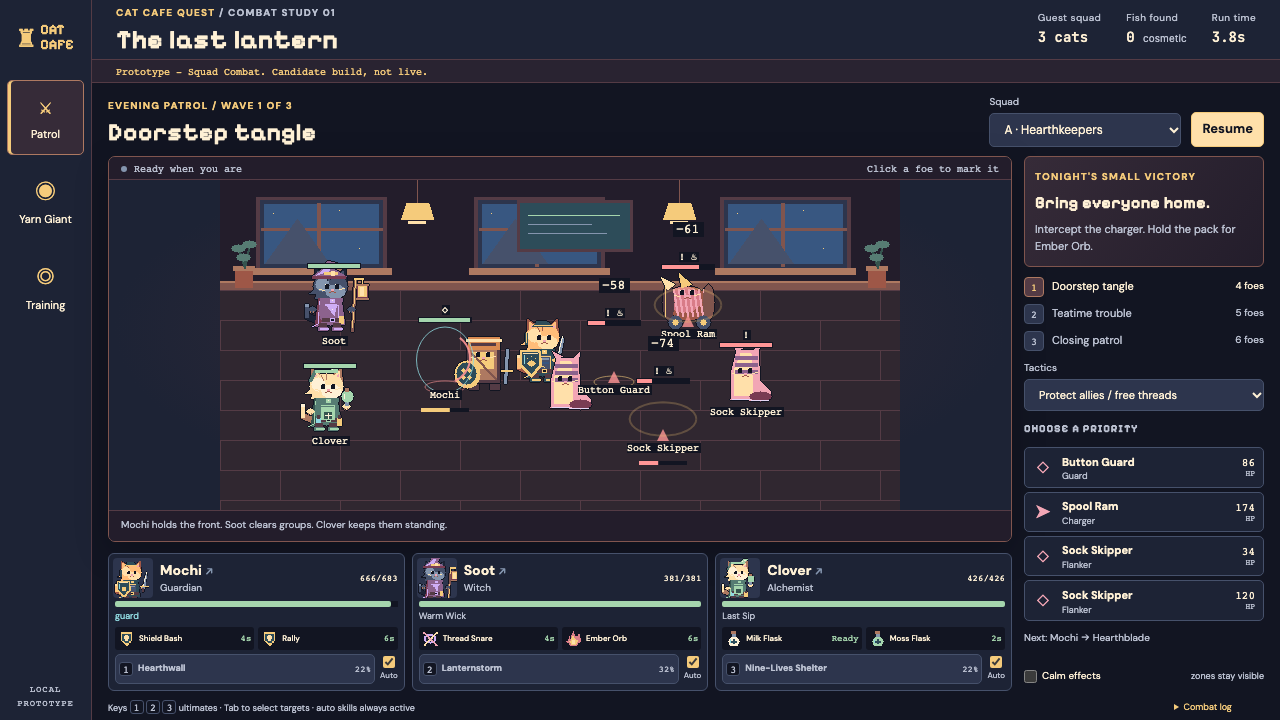 OAT CAFE
CAT CAFE QUEST / COMBAT STUDY 01
The last lantern
Guest squad
3 cats
Fish found
0 cosmetic
Run time
3.8s
Prototype – Squad Combat. Candidate build, not live.
Patrol
Yarn Giant
Training
LOCAL PROTOTYPE
EVENING PATROL / WAVE 1 OF 3
Doorstep tangle
Squad
A · Hearthkeepers
Resume
Ready when you are
Click a foe to mark it
-61
-58
-74
Soot
Clover
Mochi
Button Guard
Spool Ram
Sock Skipper
Sock Skipper
Mochi holds the front. Soot clears groups. Clover keeps them standing.
Mochi ↗
Guardian
666/683
guard
Shield Bash 4s
Rally 6s
1 Hearthwall 22%
Auto
Soot ↗
Witch
381/381
Warm Wick
Thread Snare 4s
Ember Orb 6s
2 Lanternstorm 32%
Auto
Clover ↗
Alchemist
426/426
Last Sip
Milk Flask Ready
Moss Flask 2s
3 Nine-Lives Shelter 22%
Auto
Keys 1 2 3 ultimates · Tab to select targets · auto skills always active
TONIGHT'S SMALL VICTORY
Bring everyone home.
Intercept the charger. Hold the pack for
Ember Orb.
1 Doorstep tangle 4 foes
2 Teatime trouble 5 foes
3 Closing patrol 6 foes
Tactics
Protect allies / free threads
CHOOSE A PRIORITY
Button Guard
Guard
86 HP
Spool Ram
Charger
174 HP
Sock Skipper
Flanker
34 HP
Sock Skipper
Flanker
120 HP
Next: Mochi → Hearthblade
Calm effects
zones stay visible
Combat log